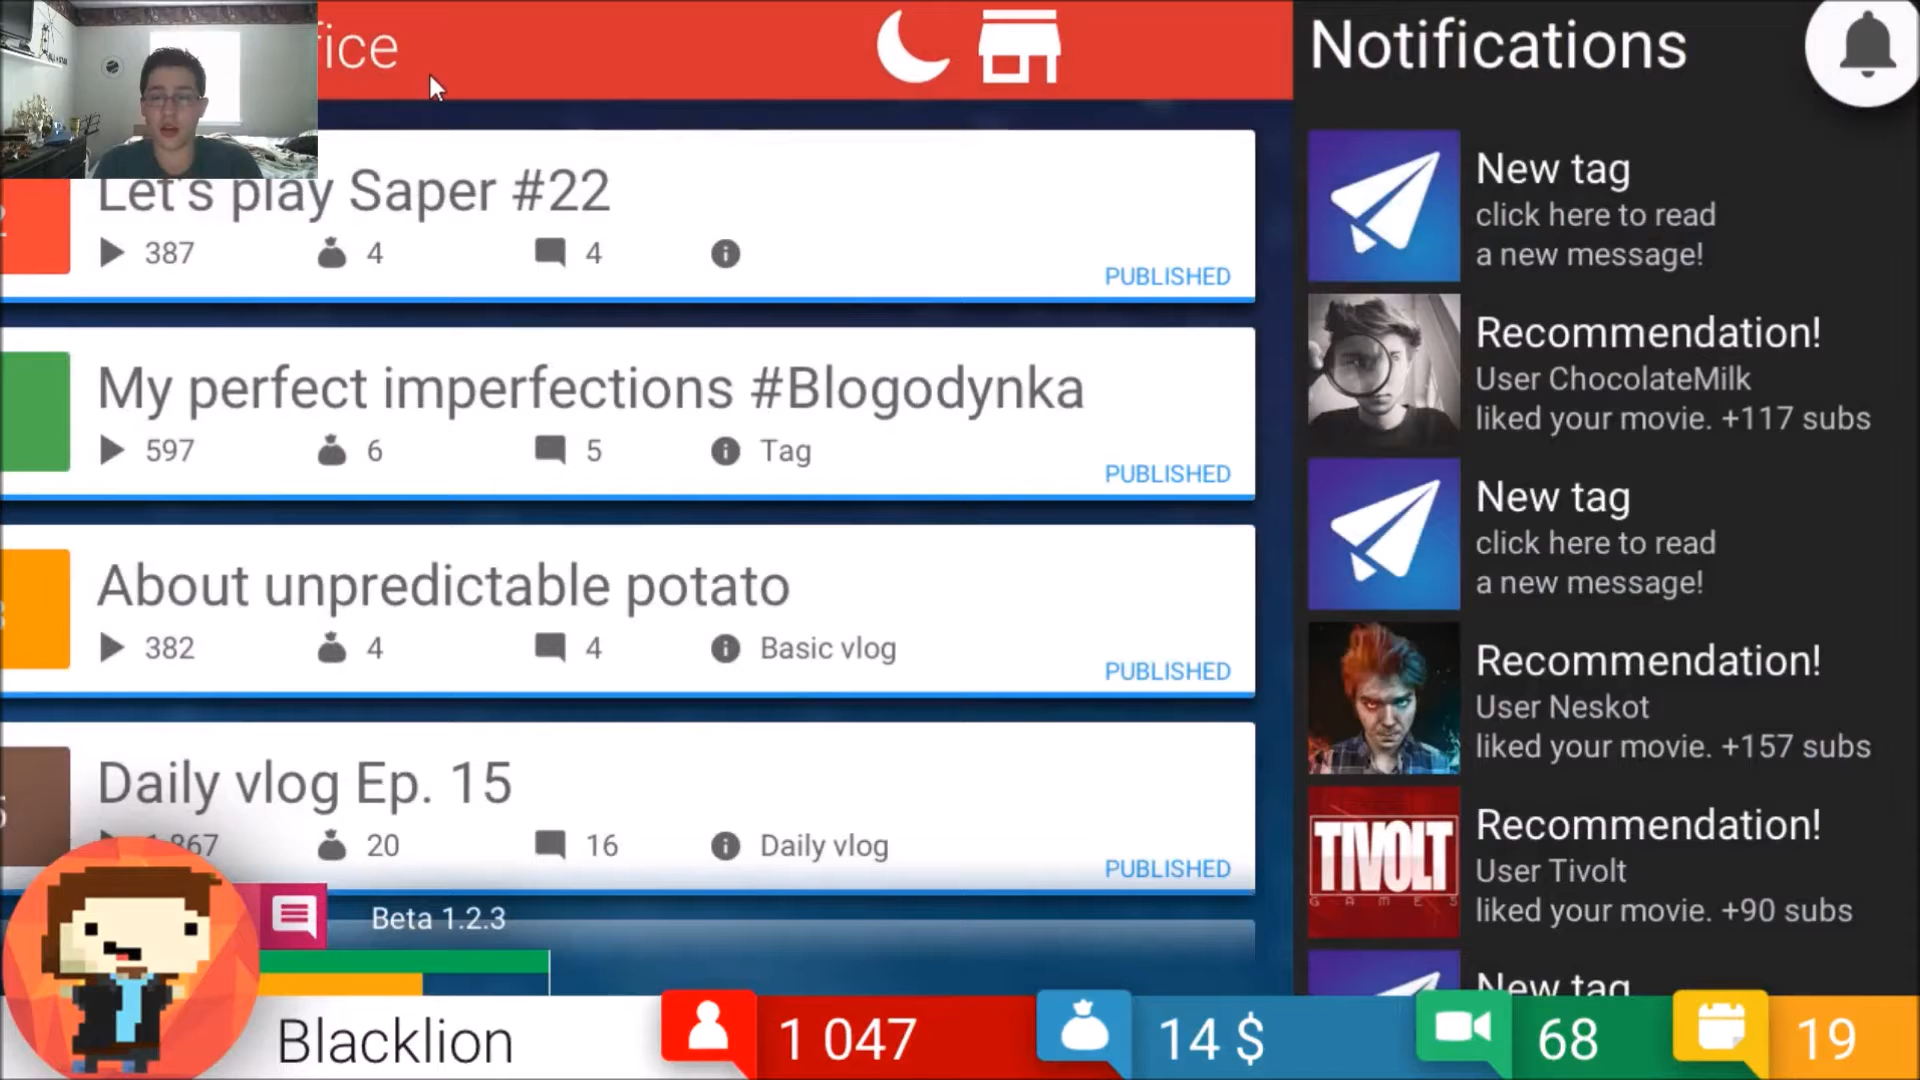 fice
Notifications
Let's play Saper #22
387 4 4
PUBLISHED
My perfect imperfections #Blogodynka
597 6 5 Tag
PUBLISHED
About unpredictable potato
382 4 4 Basic vlog
PUBLISHED
Daily vlog Ep. 15
867 20 16 Daily vlog
PUBLISHED
Beta 1.2.3
New tag
click here to read
a new message!
Recommendation!
User ChocolateMilk
liked your movie. +117 subs
New tag
click here to read
a new message!
Recommendation!
User Neskot
liked your movie. +157 subs
TIVOLT
GAMES
Recommendation!
User Tivolt
liked your movie. +90 subs
New tag
Blacklion 1 047 14 $ 68 19